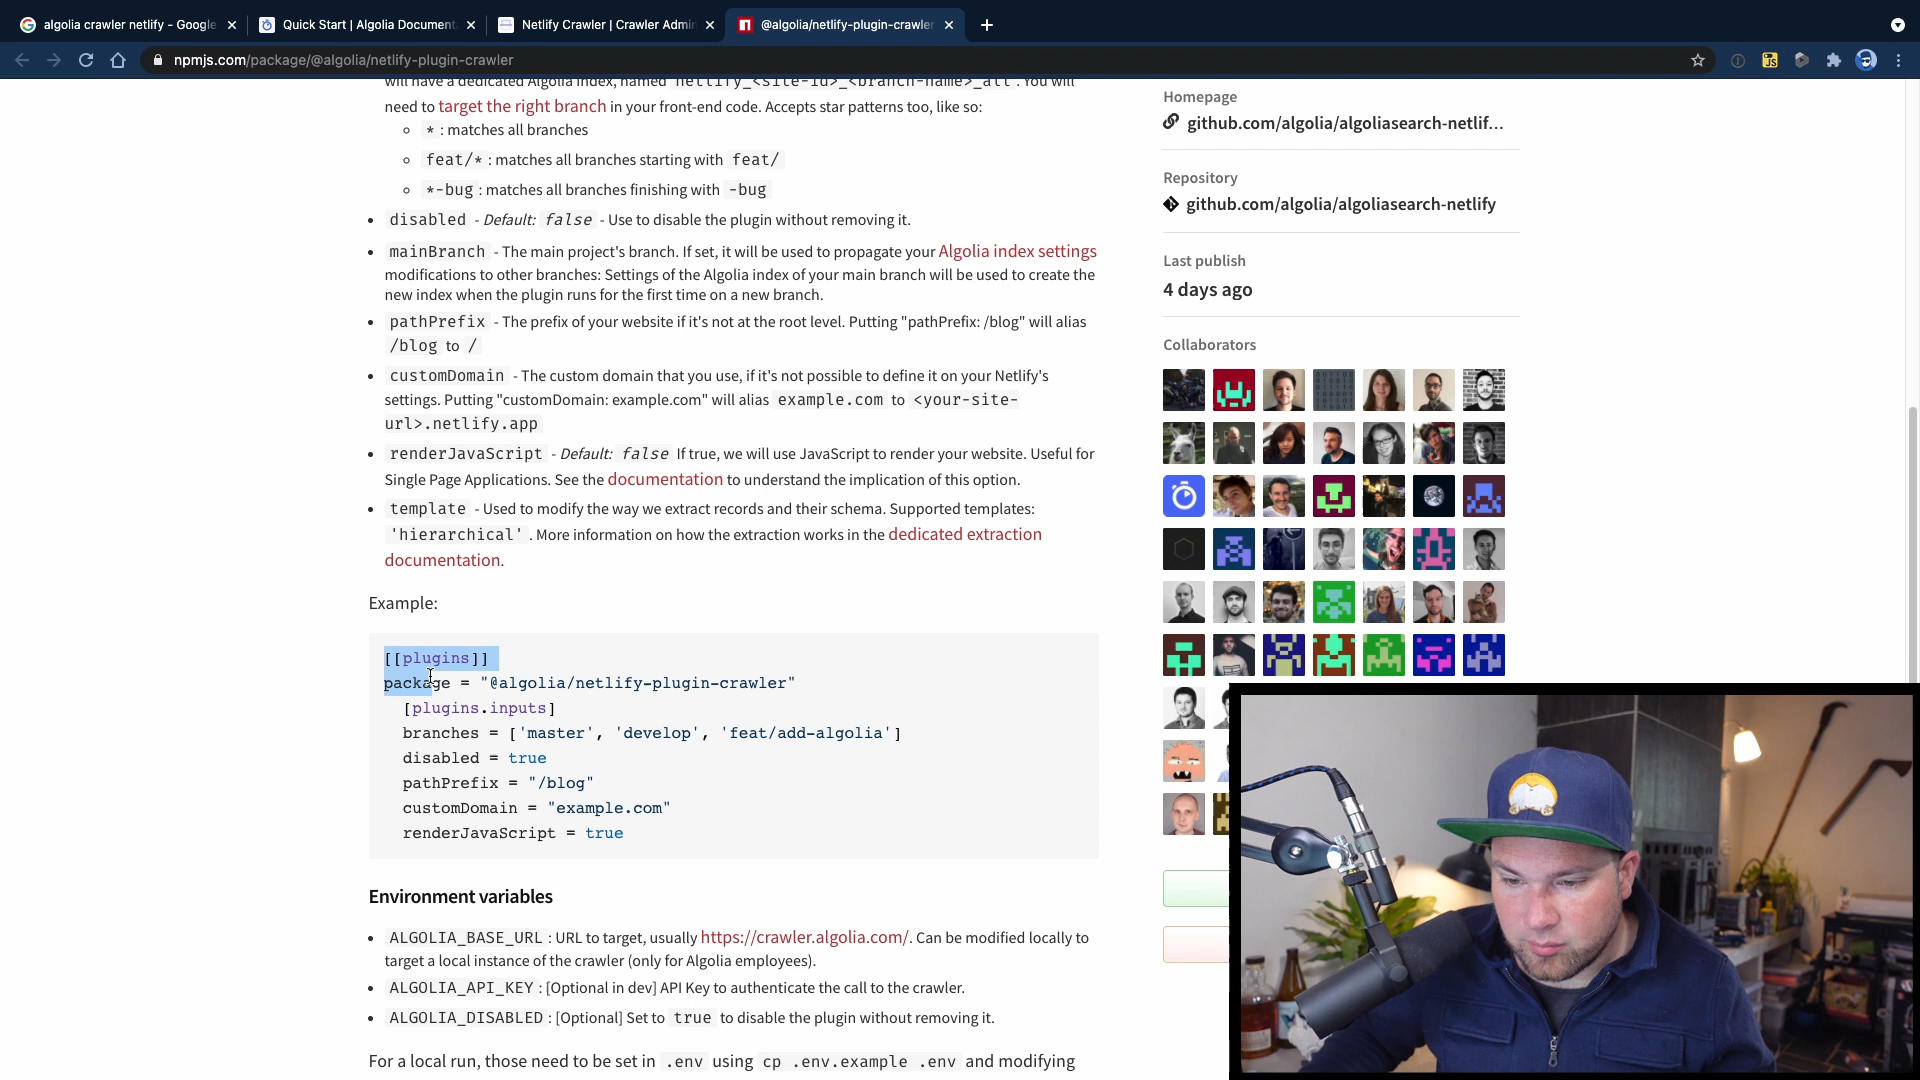 algolia crawler netlify - Google
Quick Start | Algolia Document
Netlify Crawler | Crawler Admin
@algolia/netlify-plugin-crawler
npmjs.com/package/@algolia/netlify-plugin-crawler
will have a dedicated Algolia index, named netlify_<site-id>_<branch-name>_all . You will
need to target the right branch in your front-end code. Accepts star patterns too, like so:
* : matches all branches
feat/* : matches all branches starting with feat/
*-bug : matches all branches finishing with -bug
disabled - Default: false - Use to disable the plugin without removing it.
mainBranch - The main project's branch. If set, it will be used to propagate your Algolia index settings
modifications to other branches: Settings of the Algolia index of your main branch will be used to create the
new index when the plugin runs for the first time on a new branch.
pathPrefix - The prefix of your website if it's not at the root level. Putting "pathPrefix: /blog" will alias
/blog to /
customDomain - The custom domain that you use, if it's not possible to define it on your Netlify's
settings. Putting "customDomain: example.com" will alias example.com to <your-site-
url>.netlify.app
renderJavaScript - Default: false If true, we will use JavaScript to render your website. Useful for
Single Page Applications. See the documentation to understand the implication of this option.
template - Used to modify the way we extract records and their schema. Supported templates:
'hierarchical' . More information on how the extraction works in the dedicated extraction
documentation.
Example:
[[plugins]]
package = "@algolia/netlify-plugin-crawler"
[plugins.inputs]
branches = ['master', 'develop', 'feat/add-algolia']
disabled = true
pathPrefix = "/blog"
customDomain = "example.com"
renderJavaScript = true
Environment variables
ALGOLIA_BASE_URL : URL to target, usually https://crawler.algolia.com/. Can be modified locally to
target a local instance of the crawler (only for Algolia employees).
ALGOLIA_API_KEY : [Optional in dev] API Key to authenticate the call to the crawler.
ALGOLIA_DISABLED : [Optional] Set to true to disable the plugin without removing it.
For a local run, those need to be set in .env using cp .env.example .env and modifying
Homepage
github.com/algolia/algoliasearch-netlif...
Repository
github.com/algolia/algoliasearch-netlify
Last publish
4 days ago
Collaborators